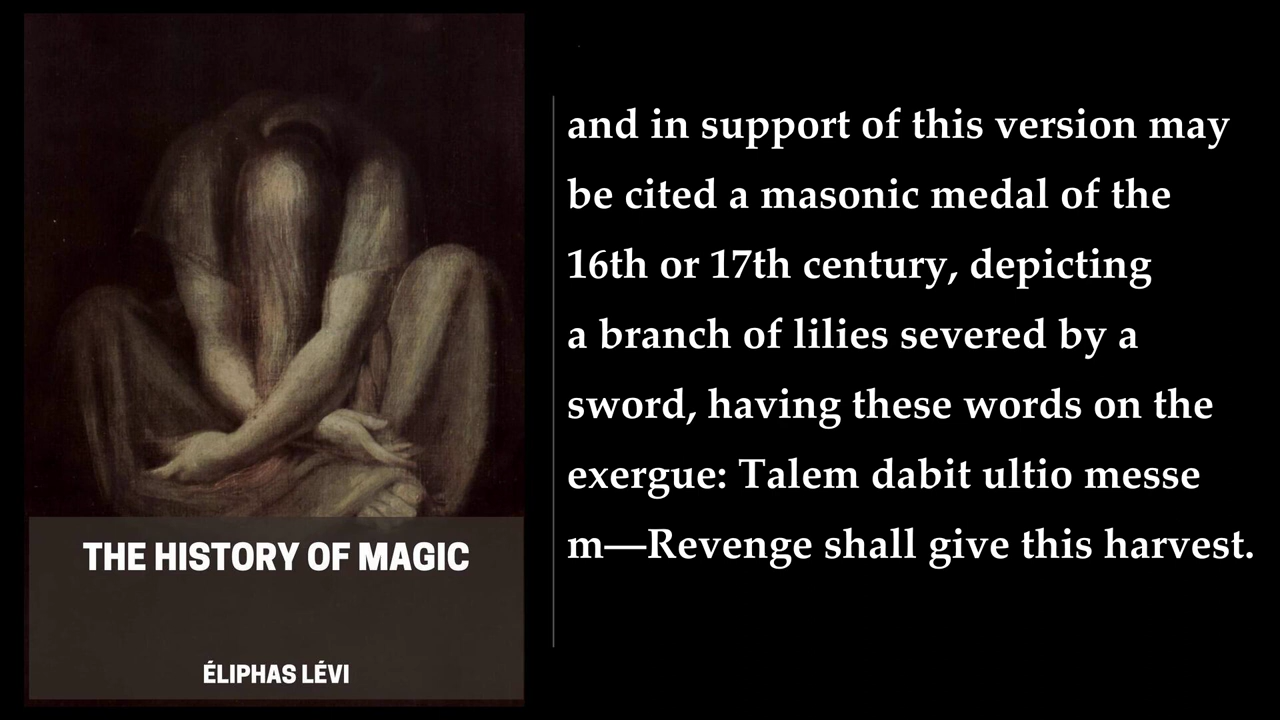 THE HISTORY OF MAGIC
ÉLIPHAS LÉVI
and in support of this version may
be cited a masonic medal of the
16th or 17th century, depicting
a branch of lilies severed by a
sword, having these words on the
exergue: Talem dabit ultio messe
m—Revenge shall give this harvest.